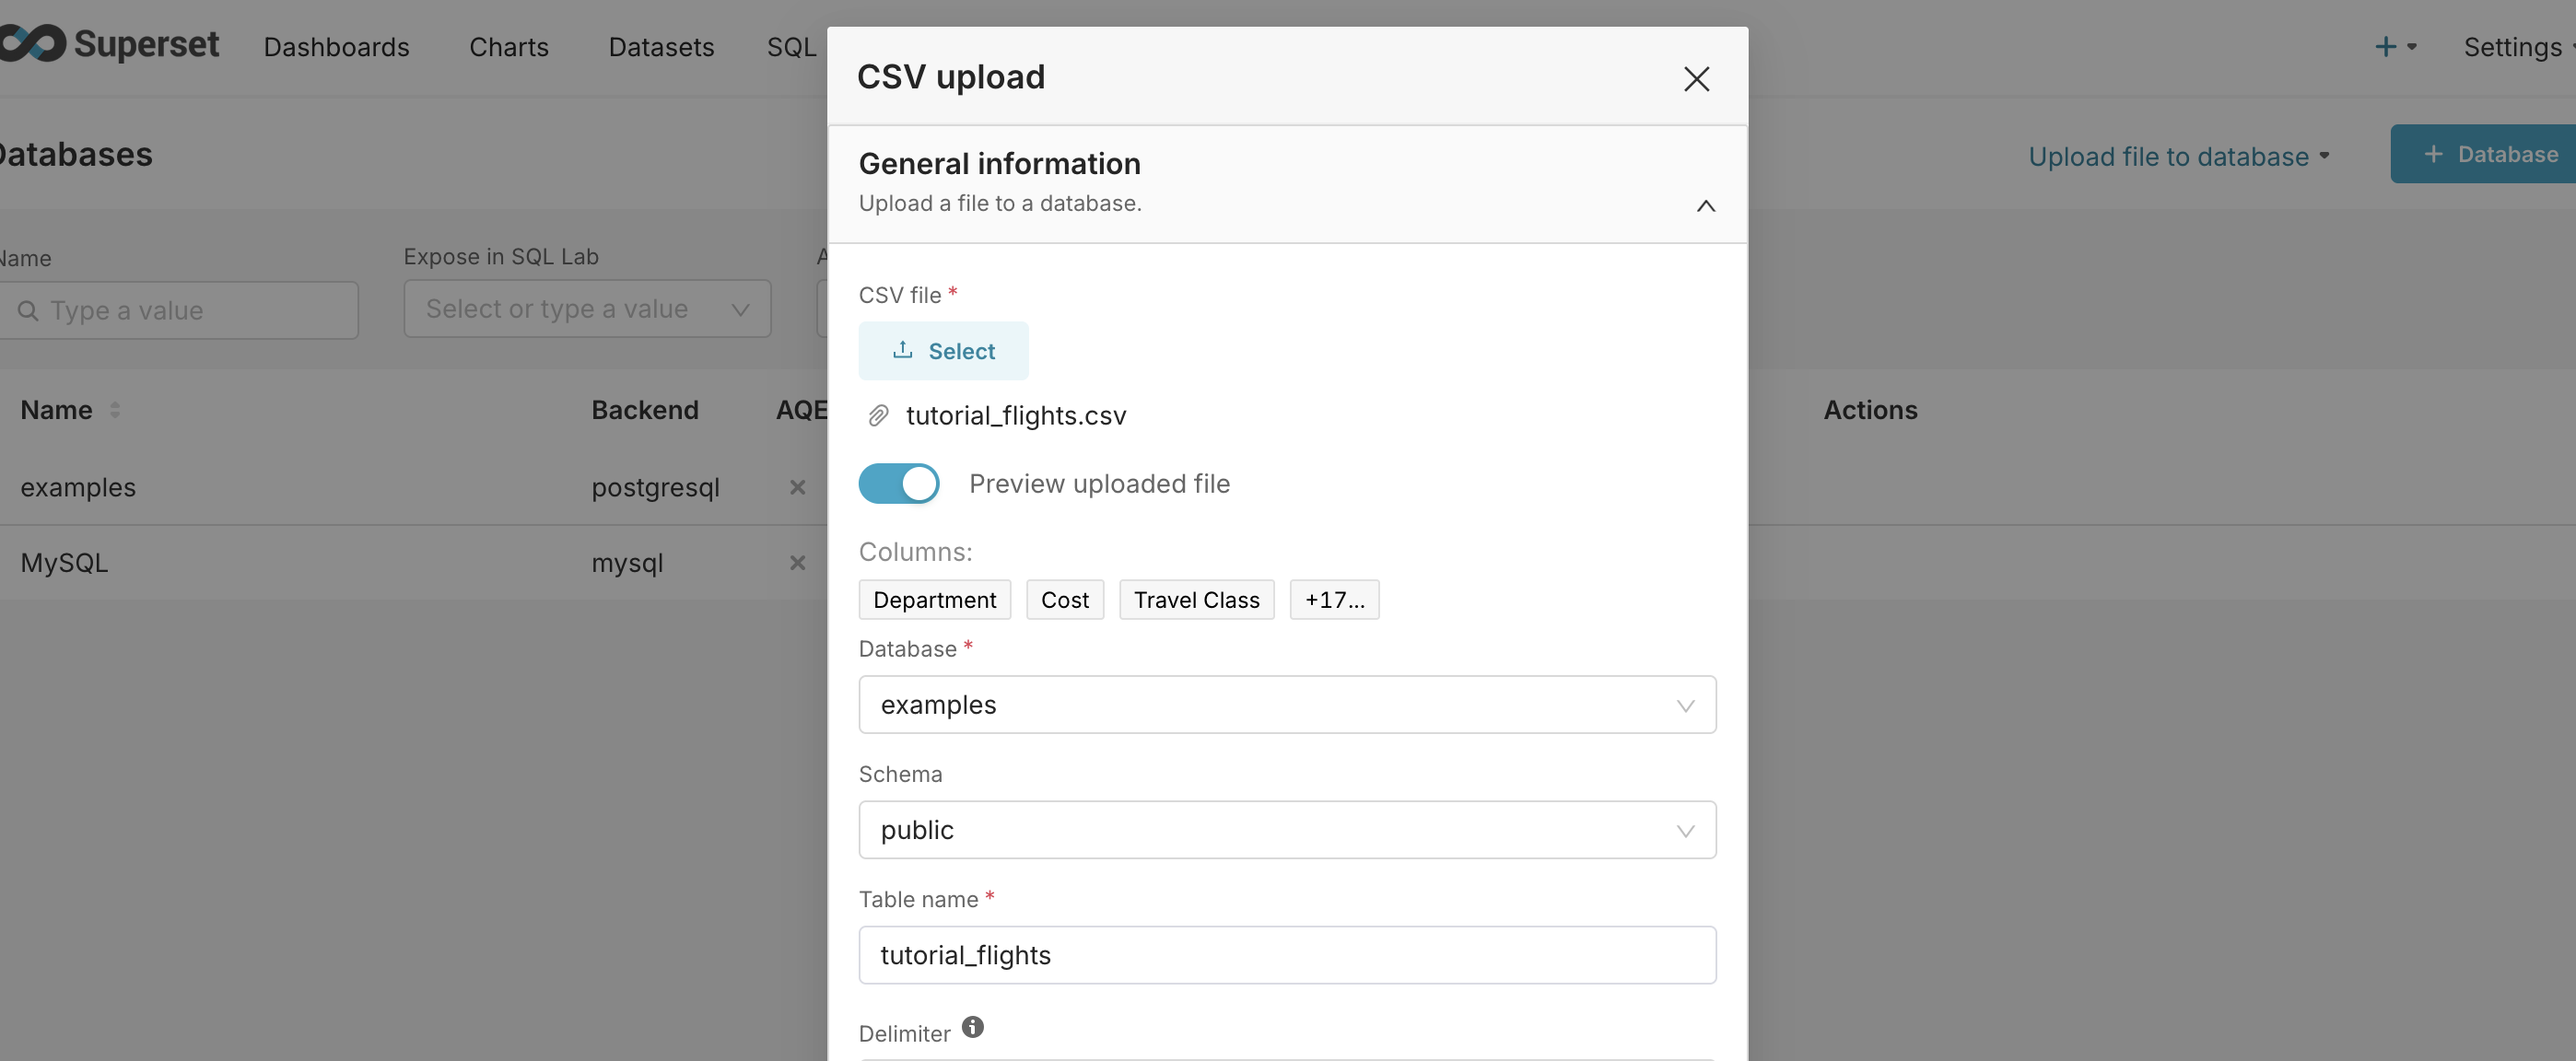 Superset Dashboards Charts Datasets SQL
Settings
Databases
Upload file to database
+ Database
Name
Type a value
Expose in SQL Lab
Select or type a value
A
Name Backend AQE Actions
examples postgresql
MySQL mysql
CSV upload
General information
Upload a file to a database.
CSV file *
Select
tutorial_flights.csv
Preview uploaded file
Columns:
Department Cost Travel Class +17...
Database *
examples
Schema
public
Table name *
tutorial_flights
Delimiter